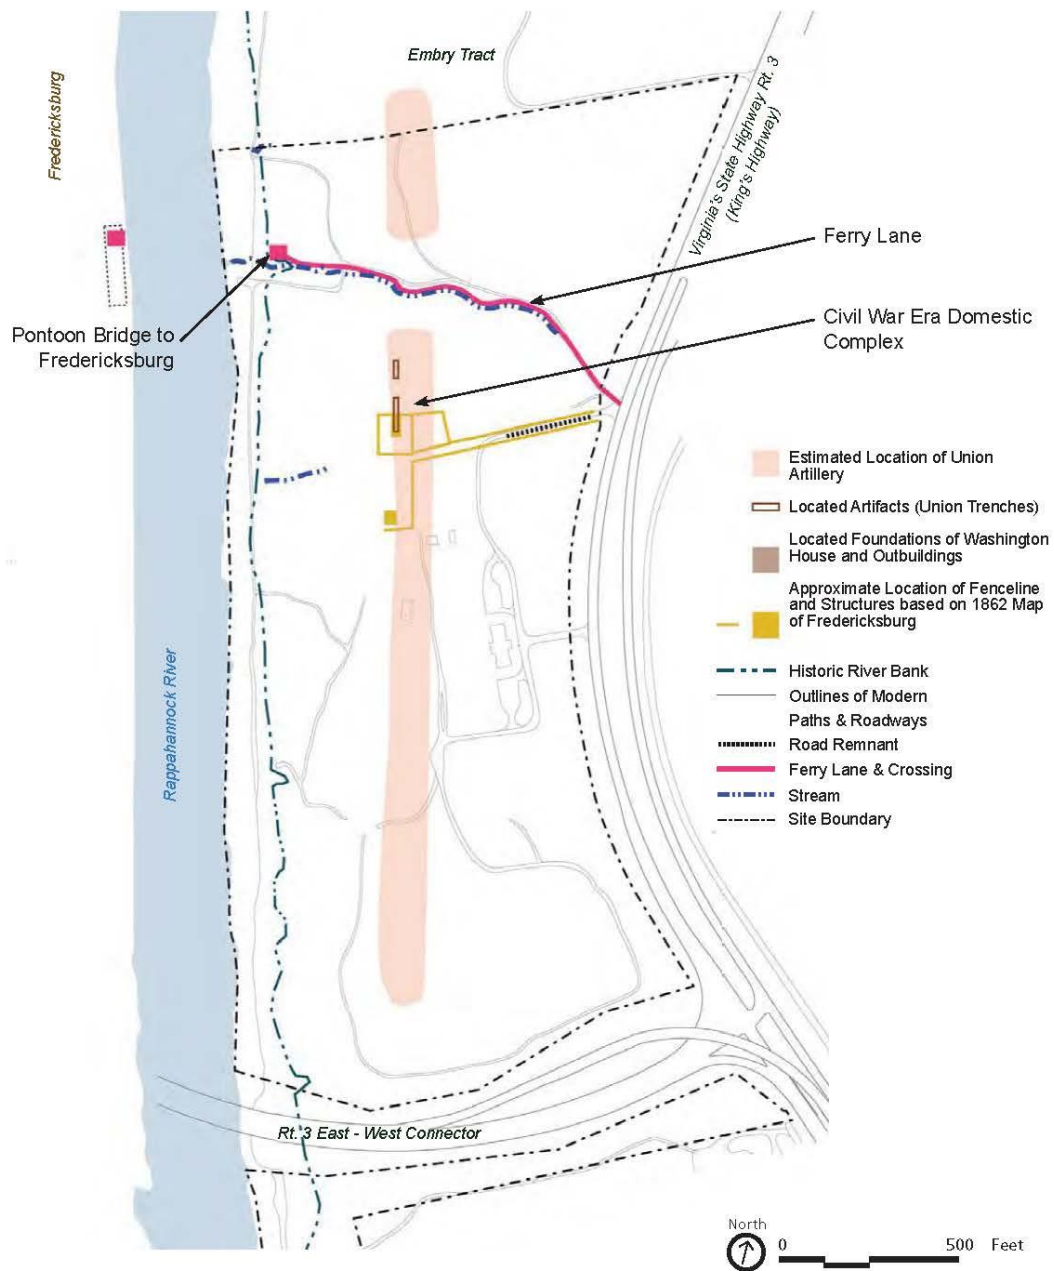 Embry Tract
Fredericksburg
Virginia's State Highway Rt. 3
(King's Highway)
Ferry Lane
Civil War Era Domestic
Complex
Pontoon Bridge to
Fredericksburg
Rappahannock River
Rt. 3 East - West Connector
Estimated Location of Union
Artillery
Located Artifacts (Union Trenches)
Located Foundations of Washington
House and Outbuildings
Approximate Location of Fenceline
and Structures based on 1862 Map
of Fredericksburg
Historic River Bank
Outlines of Modern
Paths & Roadways
Road Remnant
Ferry Lane & Crossing
Stream
Site Boundary
North
0 500 Feet